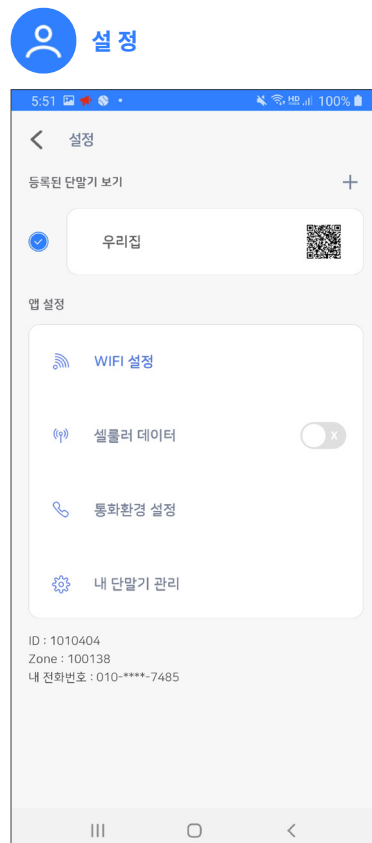 설 정
5:51 HD 100%
설정
등록된 단말기 보기 +
우리집
앱 설정
WIFI 설정
셀룰러 데이터 X
통화환경 설정
내 단말기 관리
ID : 1010404
Zone : 100138
내 전화번호 : 010-****-7485